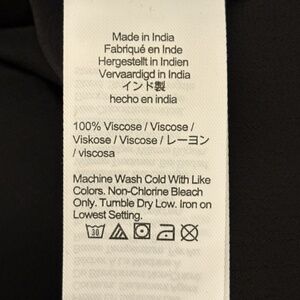 Made in India
Fabriqué en Inde
Hergestellt in Indien
Vervaardigd in India
インド製
hecho en india
100% Viscose / Viscose /
Viskose / Viscose / レーヨン
/ viscosa
Machine Wash Cold With Like
Colors. Non-Chlorine Bleach
Only. Tumble Dry Low. Iron on
Lowest Setting.
30